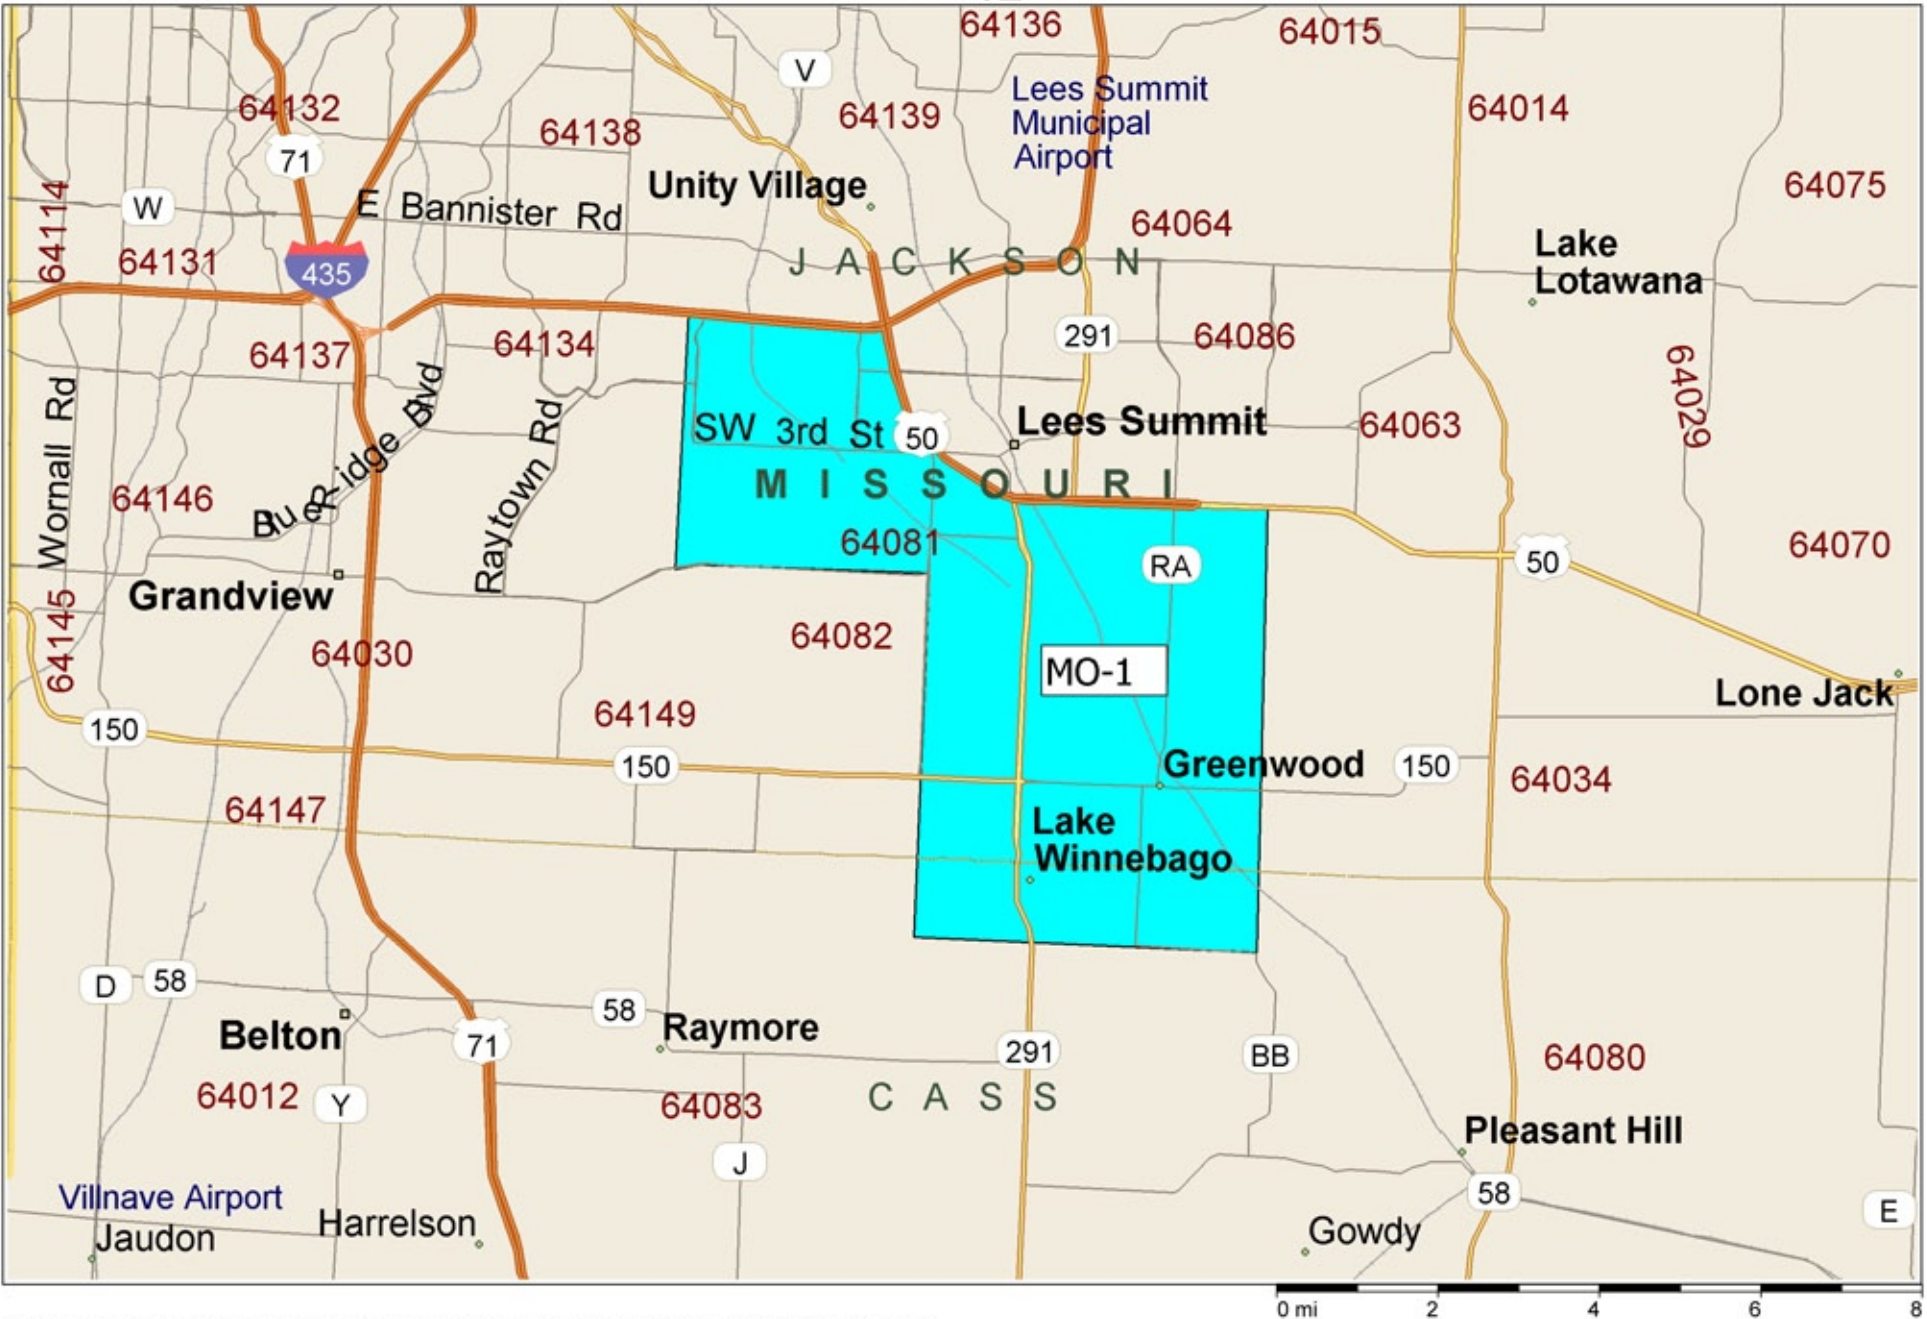 64136
64015
V
64132
64138
64139
Lees Summit
Municipal
Airport
64014
71
64114
W
E Bannister Rd
Unity Village
64075
64064
64131
435
JACKSON
Lake
Lotawana
64137
64134
291
64086
64029
Wornall Rd
Blue Ridge Blvd
Raytown Rd
SW 3rd St
50
Lees Summit
64063
MISSOURI
64146
64081
RA
50
64070
Grandview
64145
64030
64082
MO-1
Lone Jack
64149
150
150
Greenwood
150
64034
64147
Lake
Winnebago
D
58
58
Belton
71
Raymore
291
BB
64080
64012
Y
64083
CASS
Pleasant Hill
J
58
Villnave Airport
Jaudon
Harrelson
Gowdy
E
0 mi 2 4 6 8